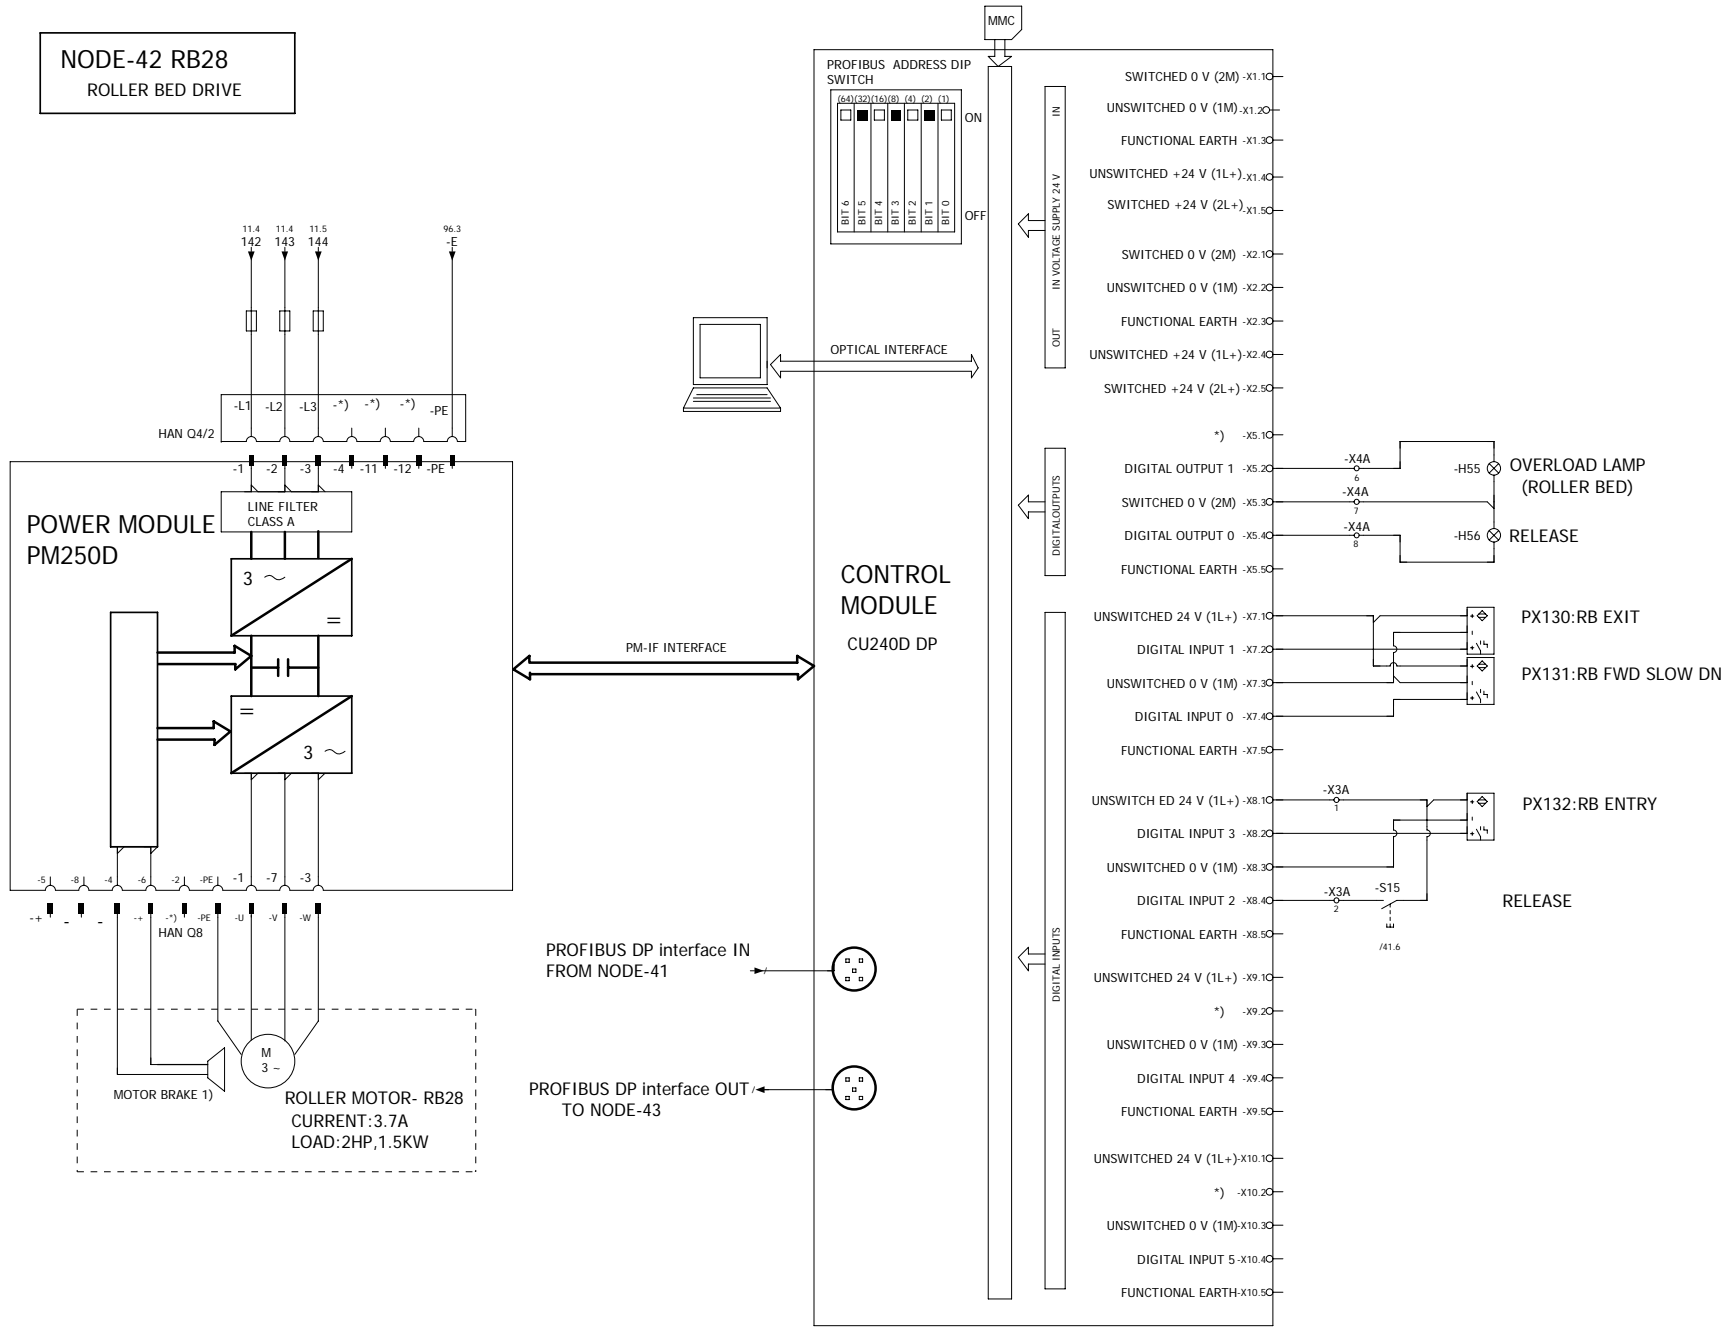 NODE-42 RB28
ROLLER BED DRIVE
11.4 11.4 11.5 96.3
142 143 144 -E
-L1 -L2 -L3 -*) -*) -*) -PE
HAN Q4/2
-1 -2 -3 -4 -11 -12 -PE
LINE FILTER
CLASS A
POWER MODULE
PM250D
3 ~
=
=
3 ~
-5 -8 -4 -6 -2 -PE -1 -7 -3
-+ - - -+ -*) -PE -U -V -W
HAN Q8
M
3 ~
MOTOR BRAKE 1)
ROLLER MOTOR- RB28
CURRENT:3.7A
LOAD:2HP,1.5KW
PM-IF INTERFACE
OPTICAL INTERFACE
MMC
PROFIBUS ADDRESS DIP
SWITCH
(64)(32)(16)(8) (4) (2) (1)
ON
OFF
BIT 6
BIT 5
BIT 4
BIT 3
BIT 2
BIT 1
BIT 0
CONTROL
MODULE
CU240D DP
PROFIBUS DP interface IN
FROM NODE-41
PROFIBUS DP interface OUT
TO NODE-43
IN
IN VOLTAGE SUPPLY 24 V
OUT
DIGITALOUTPUTS
DIGITAL INPUTS
SWITCHED 0 V (2M) -X1.1
UNSWITCHED 0 V (1M) -X1.2
FUNCTIONAL EARTH -X1.3
UNSWITCHED +24 V (1L+) -X1.4
SWITCHED +24 V (2L+) -X1.5
SWITCHED 0 V (2M) -X2.1
UNSWITCHED 0 V (1M) -X2.2
FUNCTIONAL EARTH -X2.3
UNSWITCHED +24 V (1L+) -X2.4
SWITCHED +24 V (2L+) -X2.5
*) -X5.1
DIGITAL OUTPUT 1 -X5.2
SWITCHED 0 V (2M) -X5.3
DIGITAL OUTPUT 0 -X5.4
FUNCTIONAL EARTH -X5.5
UNSWITCHED 24 V (1L+) -X7.1
DIGITAL INPUT 1 -X7.2
UNSWITCHED 0 V (1M) -X7.3
DIGITAL INPUT 0 -X7.4
FUNCTIONAL EARTH -X7.5
UNSWITCH ED 24 V (1L+) -X8.1
DIGITAL INPUT 3 -X8.2
UNSWITCHED 0 V (1M) -X8.3
DIGITAL INPUT 2 -X8.4
FUNCTIONAL EARTH -X8.5
UNSWITCHED 24 V (1L+) -X9.1
*) -X9.2
UNSWITCHED 0 V (1M) -X9.3
DIGITAL INPUT 4 -X9.4
FUNCTIONAL EARTH -X9.5
UNSWITCHED 24 V (1L+) -X10.1
*) -X10.2
UNSWITCHED 0 V (1M) -X10.3
DIGITAL INPUT 5 -X10.4
FUNCTIONAL EARTH -X10.5
-X4A
6
-X4A
7
-X4A
8
-H55
OVERLOAD LAMP
(ROLLER BED)
-H56
RELEASE
PX130:RB EXIT
PX131:RB FWD SLOW DN
-X3A
1
PX132:RB ENTRY
-X3A
2
-S15
/41.6
RELEASE